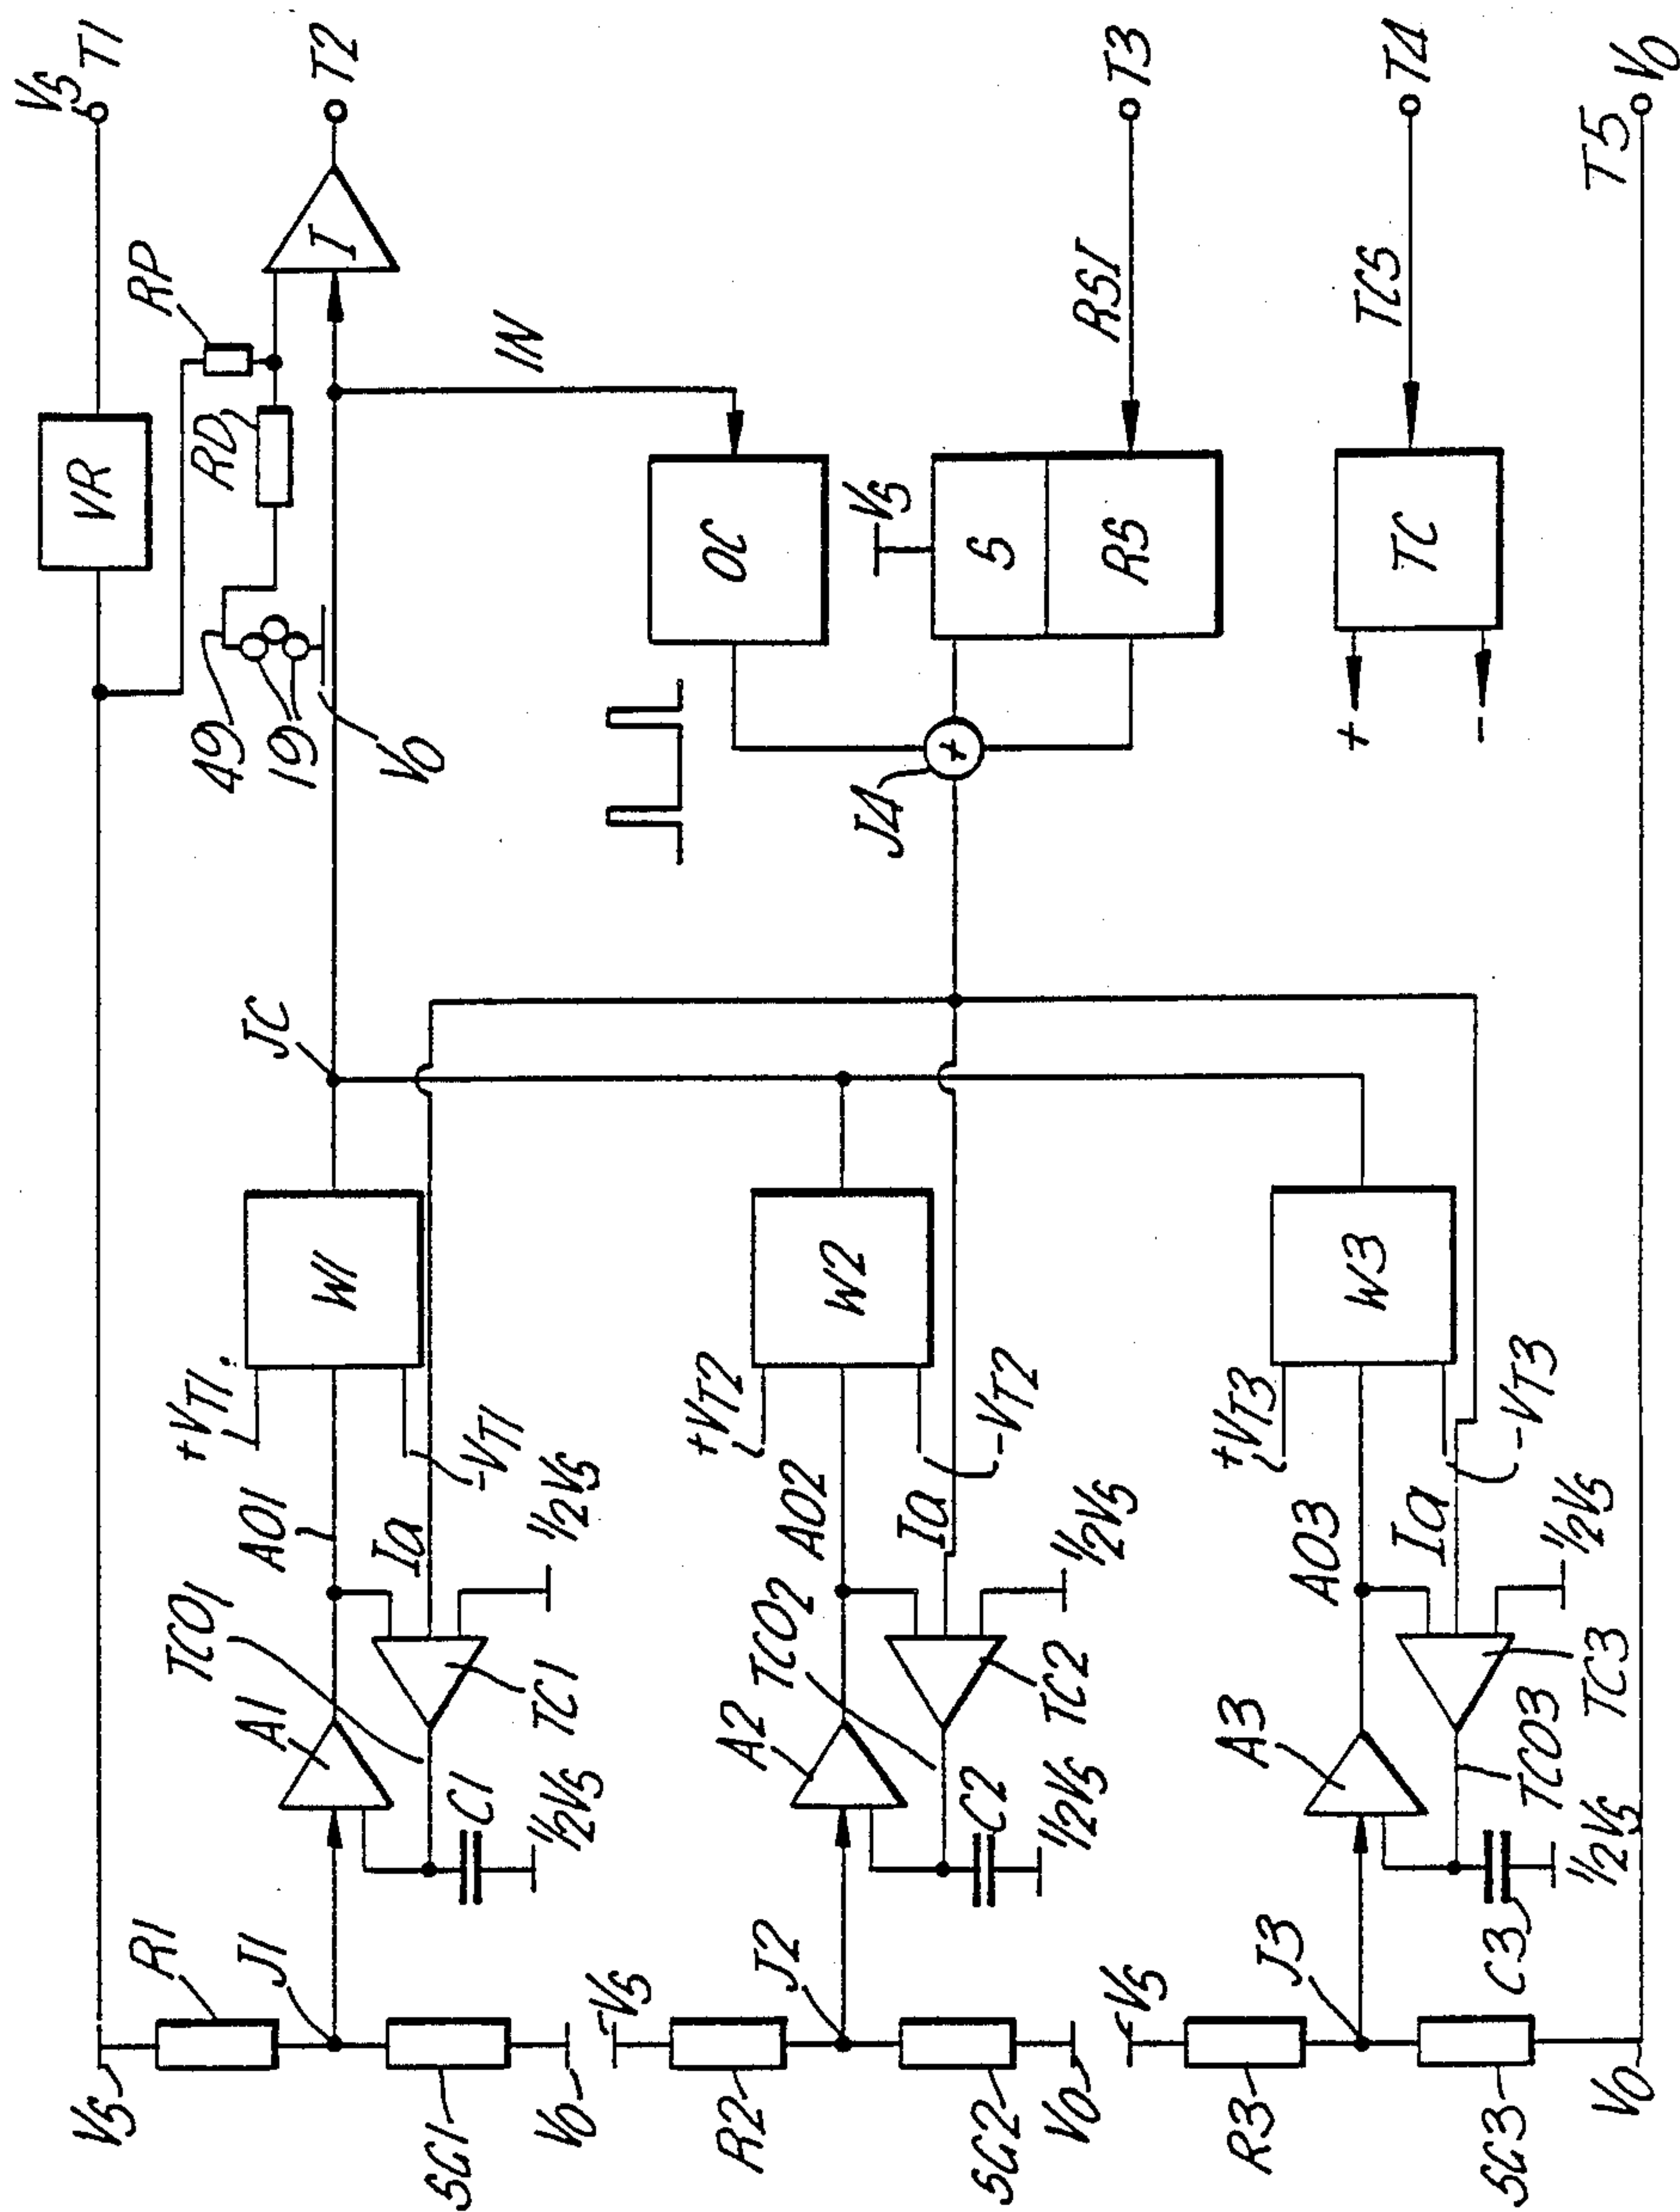 VS
T1
VR
RP
T2
I
RD
49
19
V0
IN
OC
VS
S
RS
RSI
T3
J4
TC
TCS
T4
+
-
T5
V0
JC
W1
+VT1
-VT1
AO1
Ia
½VS
TCO1
A1
TC1
C1
½VS
VS
R1
J1
SG1
V0
W2
+VT2
-VT2
AO2
Ia
½VS
TCO2
A2
TC2
C2
½VS
VS
R2
J2
SG2
V0
W3
+VT3
-VT3
AO3
Ia
½VS
TCO3
A3
TC3
C3
½VS
VS
R3
J3
SG3
V0
+